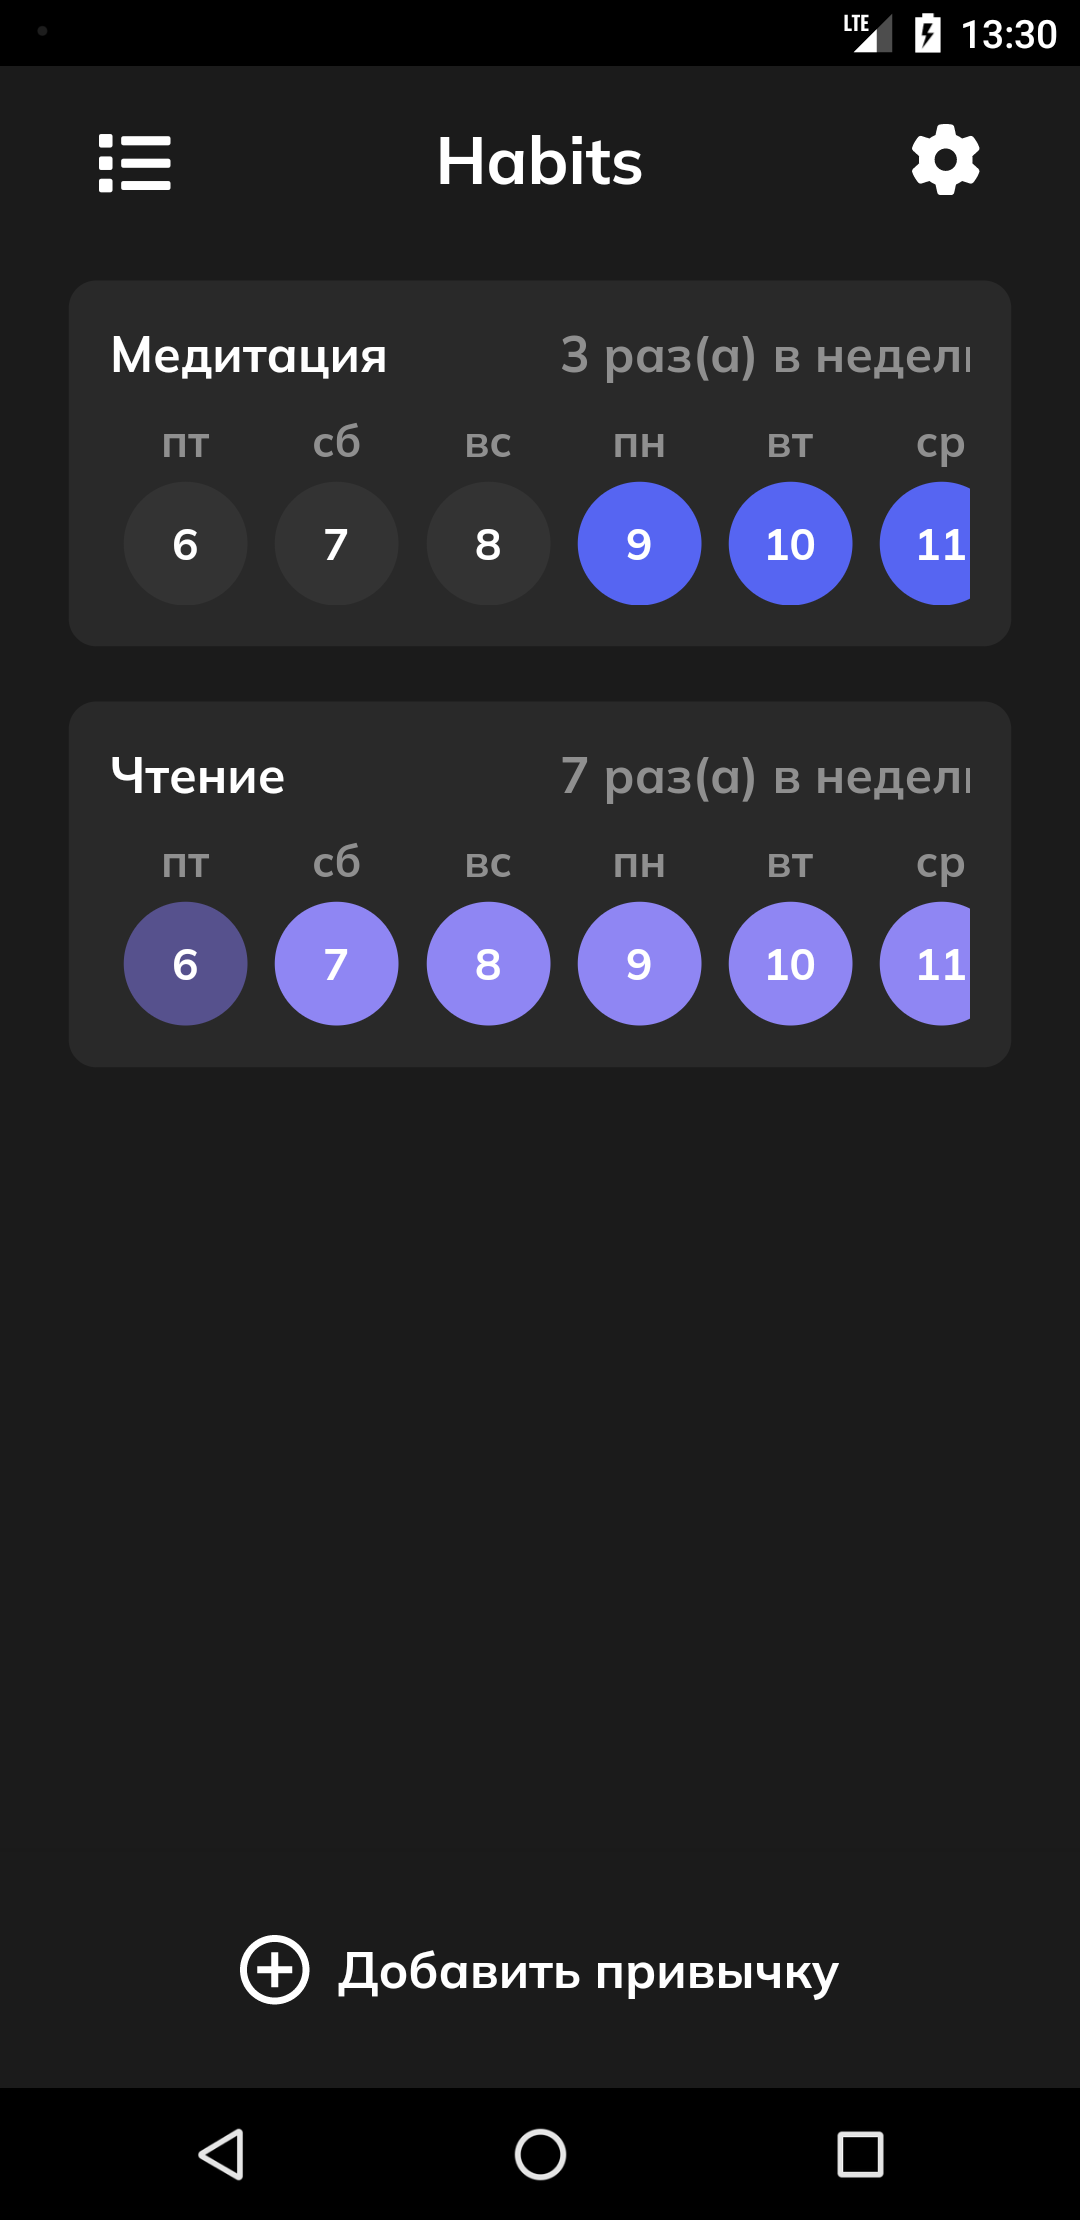 LTE 13:30
Habits
Медитация 3 раз(а) в недел
пт сб вс пн вт ср
6 7 8 9 10 11
Чтение 7 раз(а) в недел
пт сб вс пн вт ср
6 7 8 9 10 11
Добавить привычку